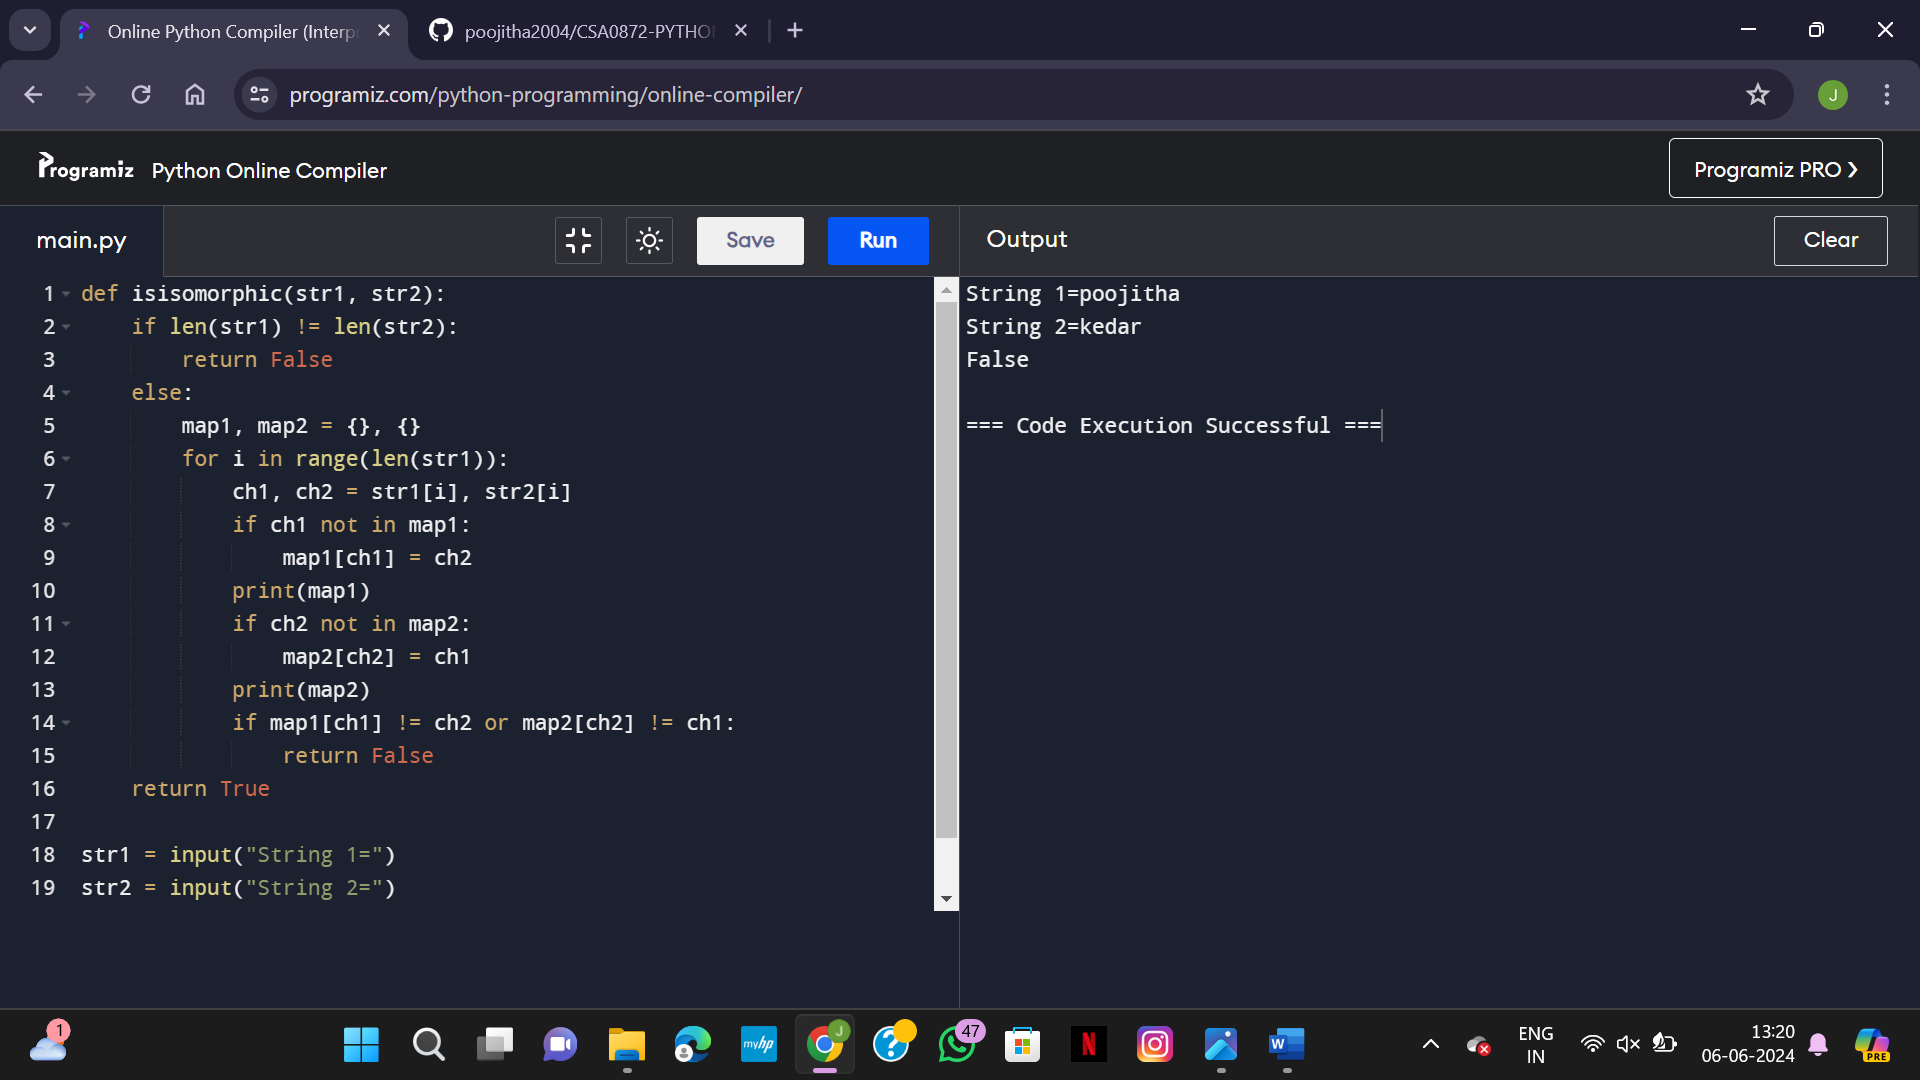 Online Python Compiler (Interp
poojitha2004/CSA0872-PYTHO
programiz.com/python-programming/online-compiler/
J
Programiz Python Online Compiler
Programiz PRO ❯
main.py
Save
Run
Output
Clear
1 def isisomorphic(str1, str2):
2 if len(str1) != len(str2):
3 return False
4 else:
5 map1, map2 = {}, {}
6 for i in range(len(str1)):
7 ch1, ch2 = str1[i], str2[i]
8 if ch1 not in map1:
9 map1[ch1] = ch2
10 print(map1)
11 if ch2 not in map2:
12 map2[ch2] = ch1
13 print(map2)
14 if map1[ch1] != ch2 or map2[ch2] != ch1:
15 return False
16 return True
17
18 str1 = input("String 1=")
19 str2 = input("String 2=")
String 1=poojitha
String 2=kedar
False
=== Code Execution Successful ===
1
myhp
J
?
47
N
W
ENG
IN
13:20
06-06-2024
PRE